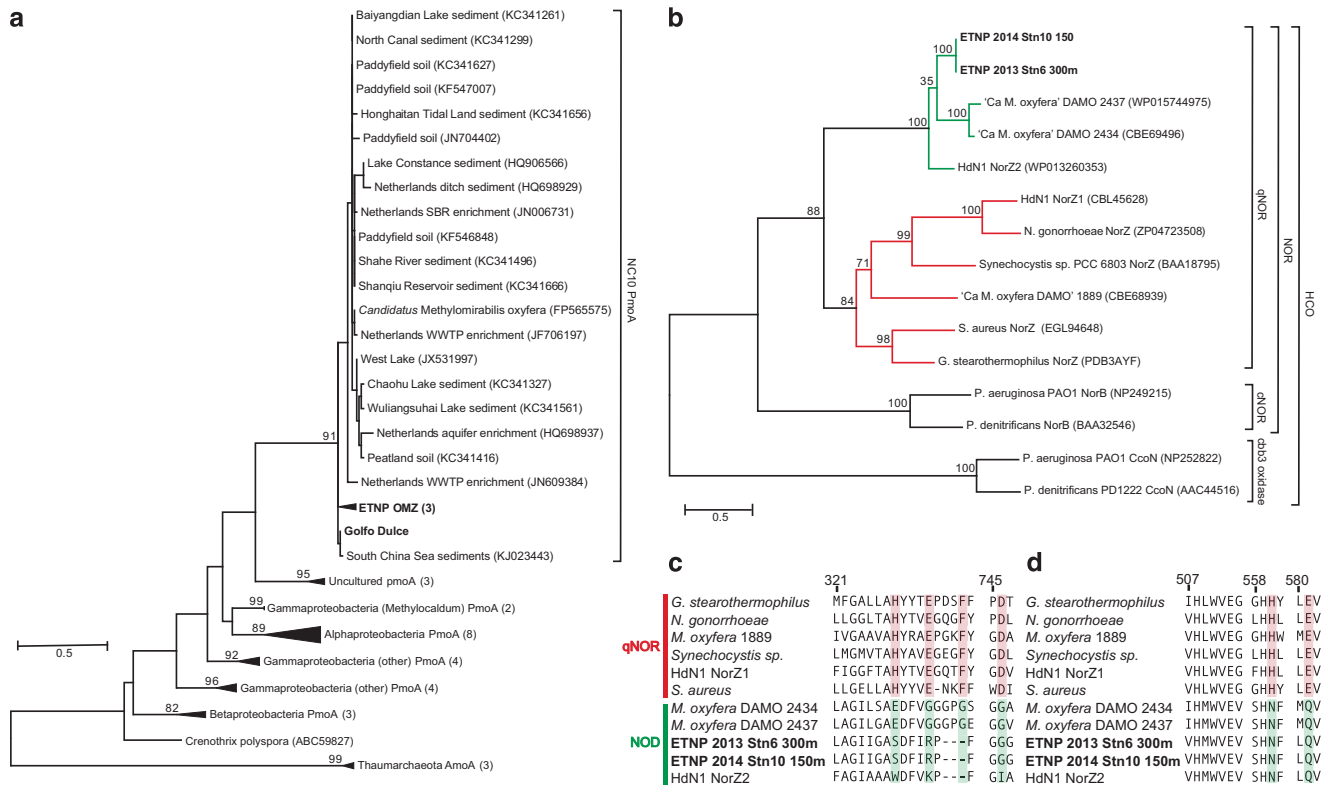 a
Baiyangdian Lake sediment (KC341261)
North Canal sediment (KC341299)
Paddyfield soil (KC341627)
Paddyfield soil (KF547007)
Honghaitan Tidal Land sediment (KC341656)
Paddyfield soil (JN704402)
Lake Constance sediment (HQ906566)
Netherlands ditch sediment (HQ698929)
Netherlands SBR enrichment (JN006731)
Paddyfield soil (KF546848)
Shahe River sediment (KC341496)
Shanqiu Reservoir sediment (KC341666)
Candidatus Methylomirabilis oxyfera (FP565575)
Netherlands WWTP enrichment (JF706197)
West Lake (JX531997)
Chaohu Lake sediment (KC341327)
Wuliangsuhai Lake sediment (KC341561)
Netherlands aquifer enrichment (HQ698937)
Peatland soil (KC341416)
Netherlands WWTP enrichment (JN609384)
ETNP OMZ (3)
Golfo Dulce
South China Sea sediments (KJ023443)
Uncultured pmoA (3)
Gammaproteobacteria (Methylocaldum) PmoA (2)
Alphaproteobacteria PmoA (8)
Gammaproteobacteria (other) PmoA (4)
Gammaproteobacteria (other) PmoA (4)
Betaproteobacteria PmoA (3)
Crenothrix polyspora (ABC59827)
Thaumarchaeota AmoA (3)
91
95
99
89
92
96
82
99
0.5
NC10 PmoA
b
ETNP 2014 Stn10 150
ETNP 2013 Stn6 300m
'Ca M. oxyfera' DAMO 2437 (WP015744975)
'Ca M. oxyfera' DAMO 2434 (CBE69496)
HdN1 NorZ2 (WP013260353)
HdN1 NorZ1 (CBL45628)
N. gonorrhoeae NorZ (ZP04723508)
Synechocystis sp. PCC 6803 NorZ (BAA18795)
'Ca M. oxyfera DAMO' 1889 (CBE68939)
S. aureus NorZ (EGL94648)
G. stearothermophilus NorZ (PDB3AYF)
P. aeruginosa PAO1 NorB (NP249215)
P. denitrificans NorB (BAA32546)
P. aeruginosa PAO1 CcoN (NP252822)
P. denitrificans PD1222 CcoN (AAC44516)
100
35
100
100
88
100
99
71
84
98
100
100
0.5
qNOR
cNOR
cbb3 oxidase
NOR
HCO
c
321 745
qNOR
NOD
G. stearothermophilus MFGALLAHYYTEPDSFF PDT
N. gonorrhoeae LLGGLTAHYYVEGQGFY PDL
M. oxyfera 1889 IVGAAVAHYRAEPGKFY GDA
Synechocystis sp. LMGMVTAHYAVEGEGFY GDL
HdN1 NorZ1 FIGGFTAHYTVEGQTFY GDV
S. aureus LLGELLAHYYVE-NKFF WDI
M. oxyfera DAMO 2434 LAGILSAEDFVGGGPGS GGA
M. oxyfera DAMO 2437 LAGILGAEDFVGGGPGE GGV
ETNP 2013 Stn6 300m LAGIIGASDFIRP---F GGG
ETNP 2014 Stn10 150m LAGIIGASDFIRP---F GGG
HdN1 NorZ2 FAGIAAAWDFVKP---F GIA
d
507 558 580
G. stearothermophilus IHLWVEG GHHY LEV
N. gonorrhoeae VHLWVEG LHHL LEV
M. oxyfera 1889 VHLWVEG GHHW MEV
Synechocystis sp. VHLWVEG LHHL LEV
HdN1 NorZ1 VHLWVEG FHHL LEV
S. aureus VHLWVEG GHHY LEV
M. oxyfera DAMO 2434 IHMWVEV SHNF MQV
M. oxyfera DAMO 2437 VHMWVEV SHNF MQV
ETNP 2013 Stn6 300m VHMWVEV SHNF LQV
ETNP 2014 Stn10 150m VHMWVEV SHNF LQV
HdN1 NorZ2 VHMWVEV SHNF LQV